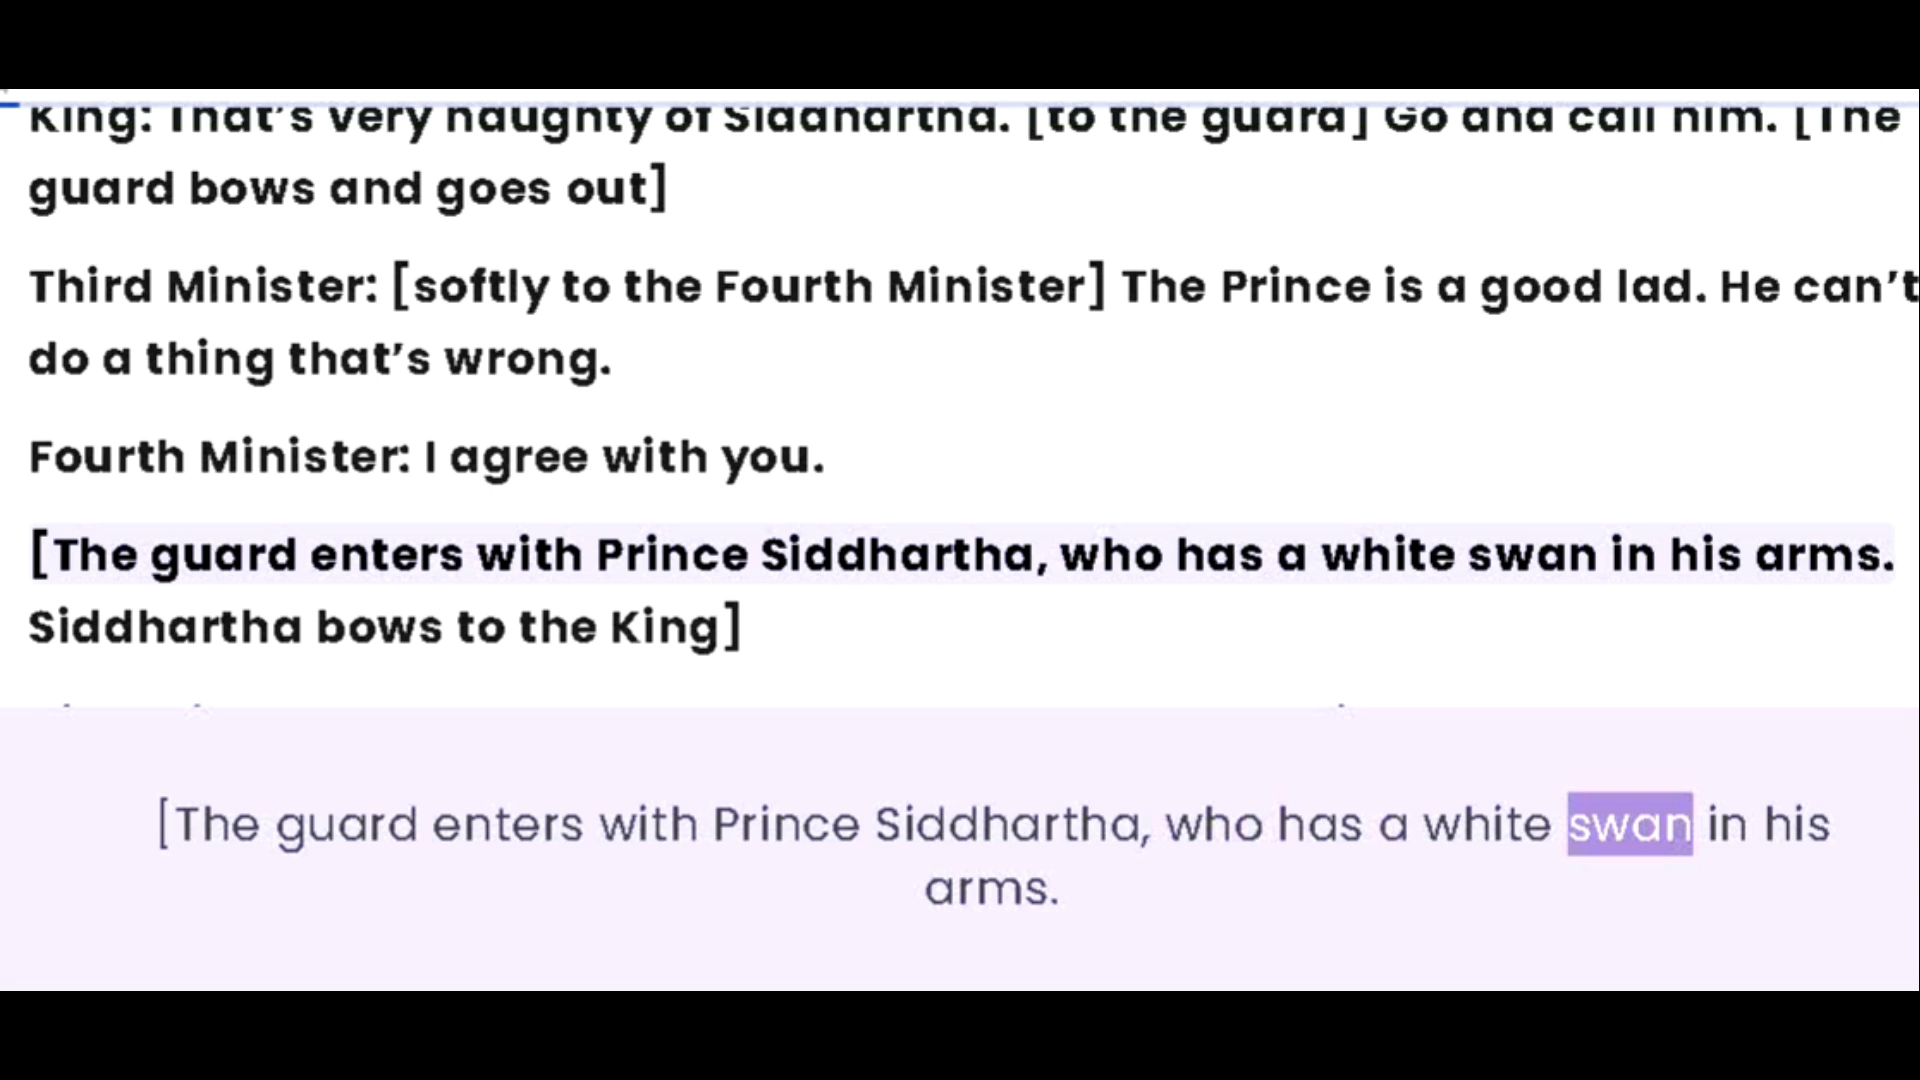 King: That’s very naughty of Siddhartha. [to the guard] Go and call him. [The
guard bows and goes out]
Third Minister: [softly to the Fourth Minister] The Prince is a good lad. He can’t
do a thing that’s wrong.
Fourth Minister: I agree with you.
[The guard enters with Prince Siddhartha, who has a white swan in his arms.
Siddhartha bows to the King]
[The guard enters with Prince Siddhartha, who has a white swan in his
arms.